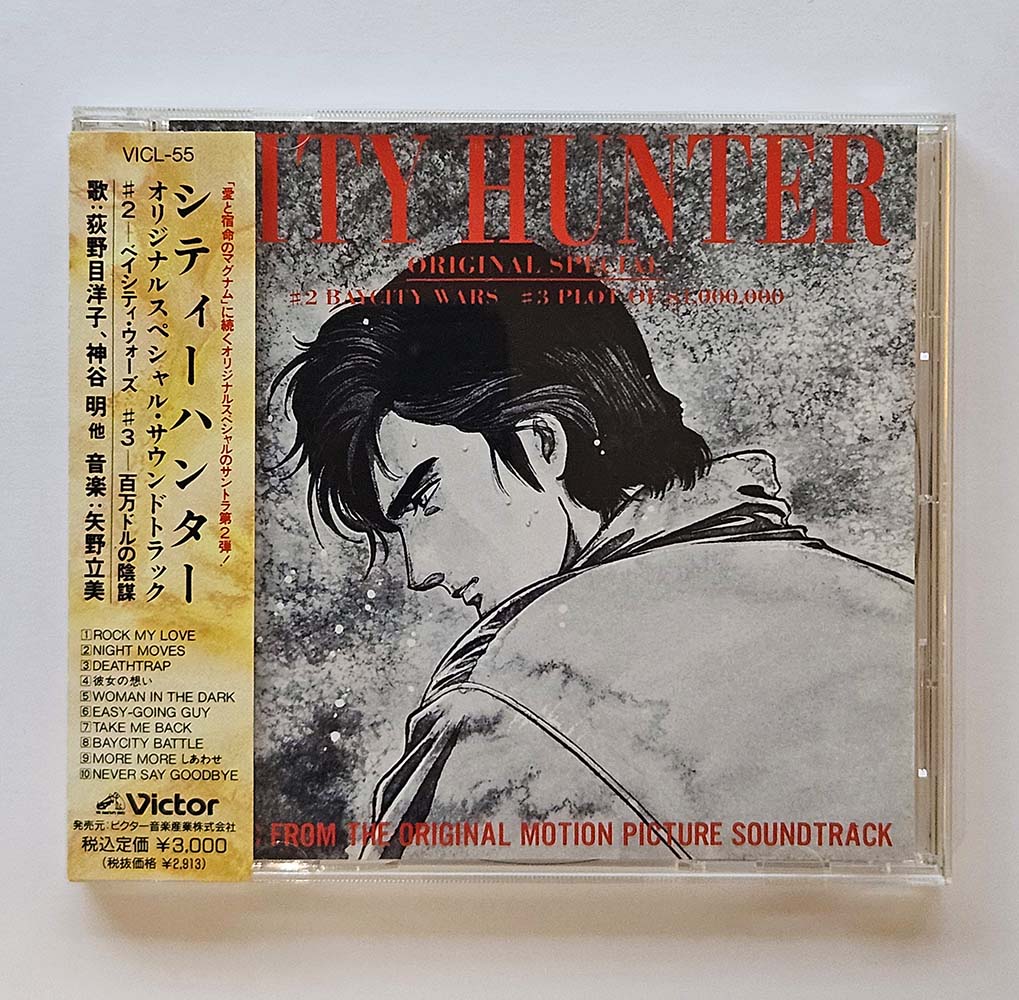 VICL-55
「愛と宿命のマグナム」に続くオリジナルスペシャルのサントラ第2弾!
シティーハンター
オリジナルスペシャル・サウンドトラック
♯2―ベイシティ・ウォーズ ♯3―百万ドルの陰謀
歌:荻野目洋子、神谷 明 他 音楽:矢野立美
1 ROCK MY LOVE
2 NIGHT MOVES
3 DEATHTRAP
4 彼女の想い
5 WOMAN IN THE DARK
6 EASY-GOING GUY
7 TAKE ME BACK
8 BAYCITY BATTLE
9 MORE MORE しあわせ
10 NEVER SAY GOODBYE
Victor
発売元:ビクター音楽産業株式会社
税込定価 ¥3,000
(税抜価格 ¥2,913)
ITY HUNTER
ORIGINAL SPECIAL
♯2 BAYCITY WARS ♯3 PLOT OF $1,000,000
FROM THE ORIGINAL MOTION PICTURE SOUNDTRACK